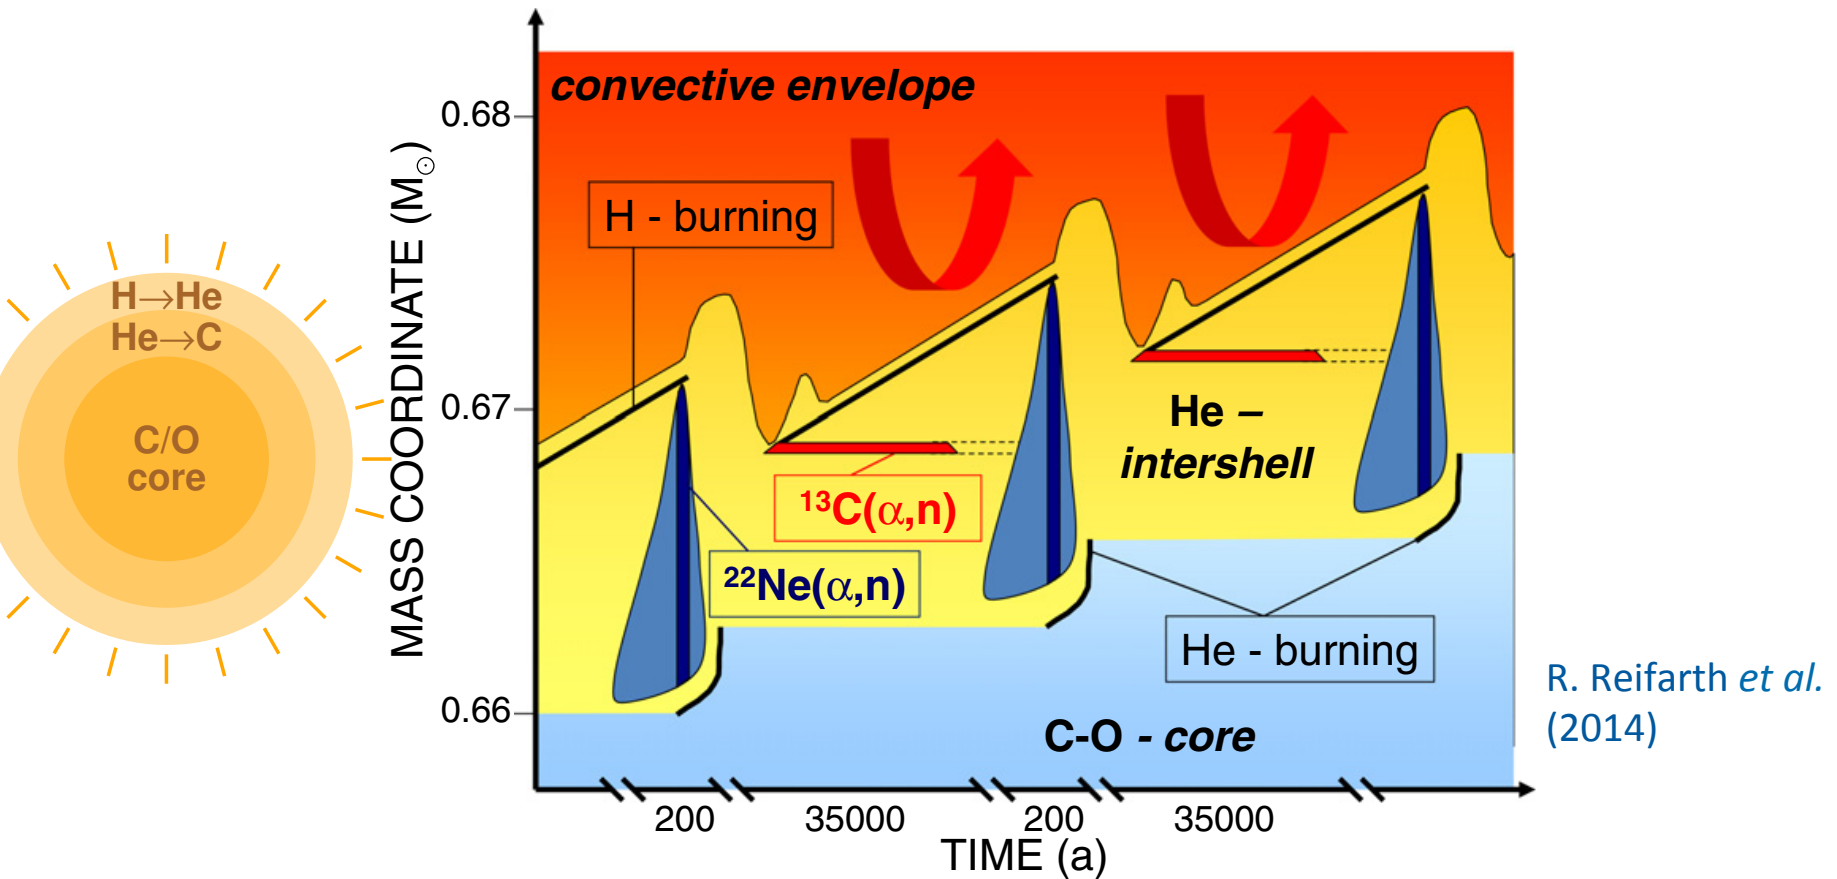 H→He
He→C
C/O
core
MASS COORDINATE (M☉)
0.68
0.67
0.66
convective envelope
H - burning
¹³C(α,n)
²²Ne(α,n)
He –
intershell
He - burning
C-O - core
200
35000
200
35000
TIME (a)
R. Reifarth et al.
(2014)